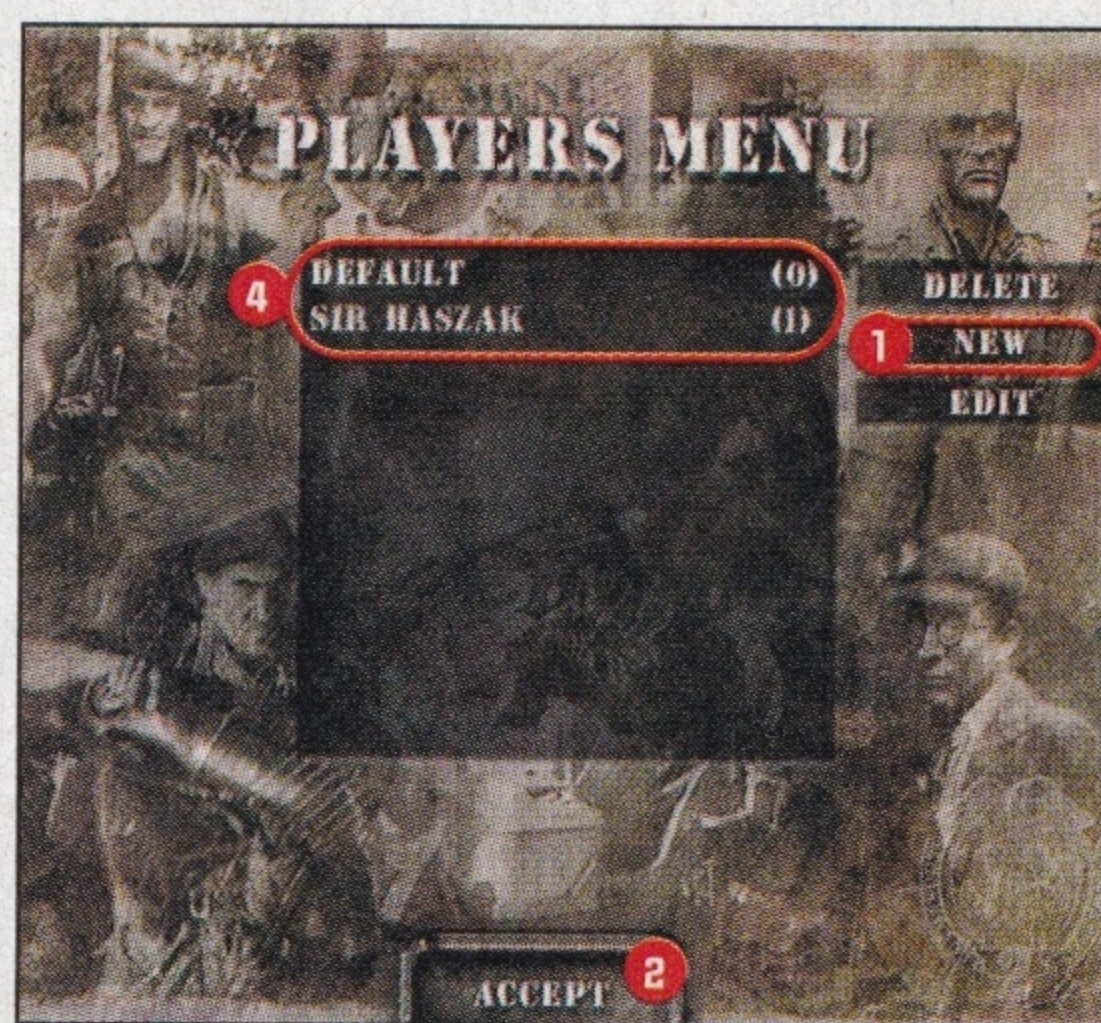 PLAYERS MENU
4
DEFAULT (0)
SIR HASZAK (1)
DELETE
1 NEW
EDIT
ACCEPT 2